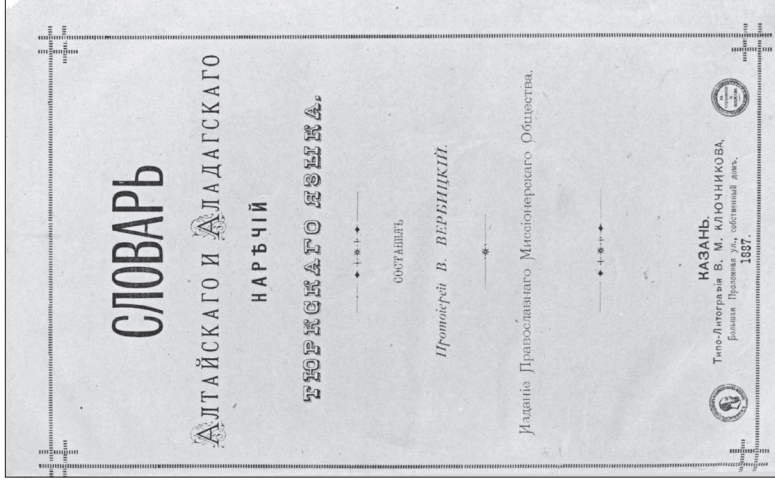 СЛОВАРЬ
АЛТАЙСКАГО И АЛАДАГСКАГО
НАРѢЧІЙ
ТЮРКСКАГО ЯЗЫКА.
СОСТАВИЛЪ
Протоіерей В. ВЕРБИЦКІЙ.
Изданіе Православнаго Миссіонерскаго Общества.
КАЗАНЬ.
Типо-Литографія В. М. КЛЮЧНИКОВА,
Большая Проломная ул., собственный домъ.
1887.